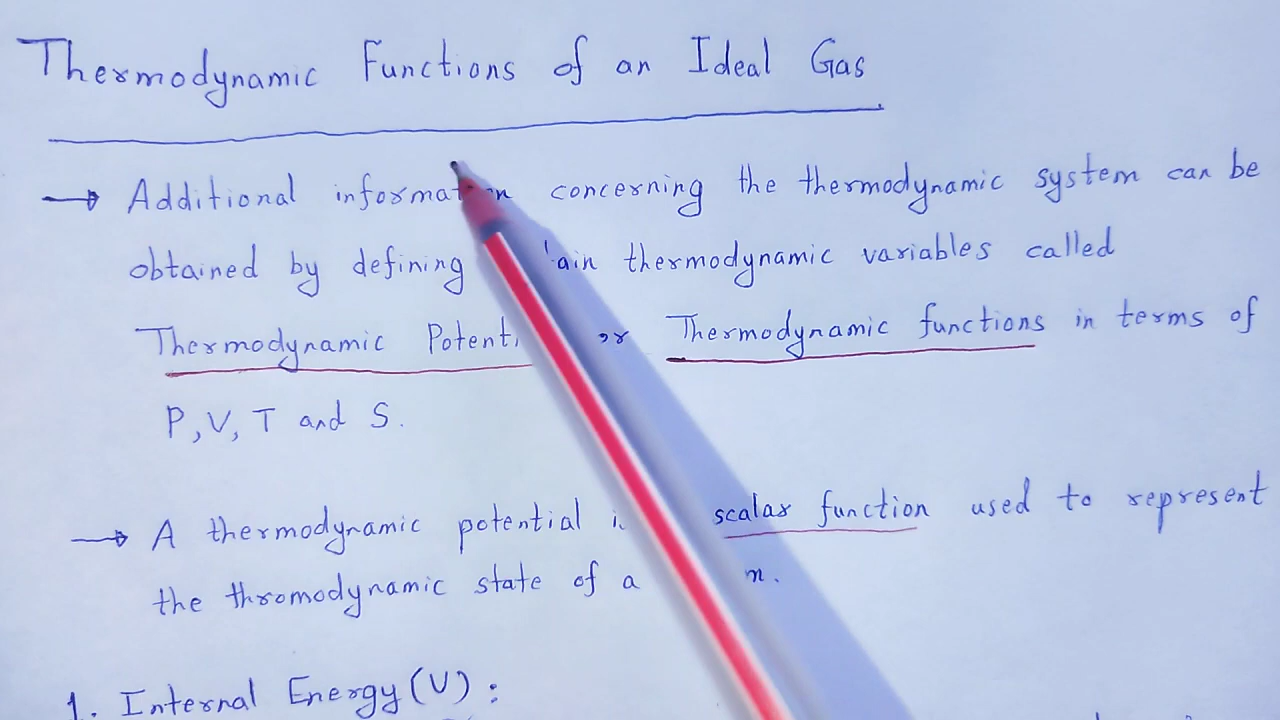 Thermodynamic Functions of an Ideal Gas
→ Additional concerning the thermodynamic system can be
obtained by defining thermodynamic variables called
Thermodynamic or Thermodynamic functions in terms of
P, V, T and S.
→ A thermodynamic potential scalar function used to represent
the thromodynamic state of a
1. Internal Energy (U) :